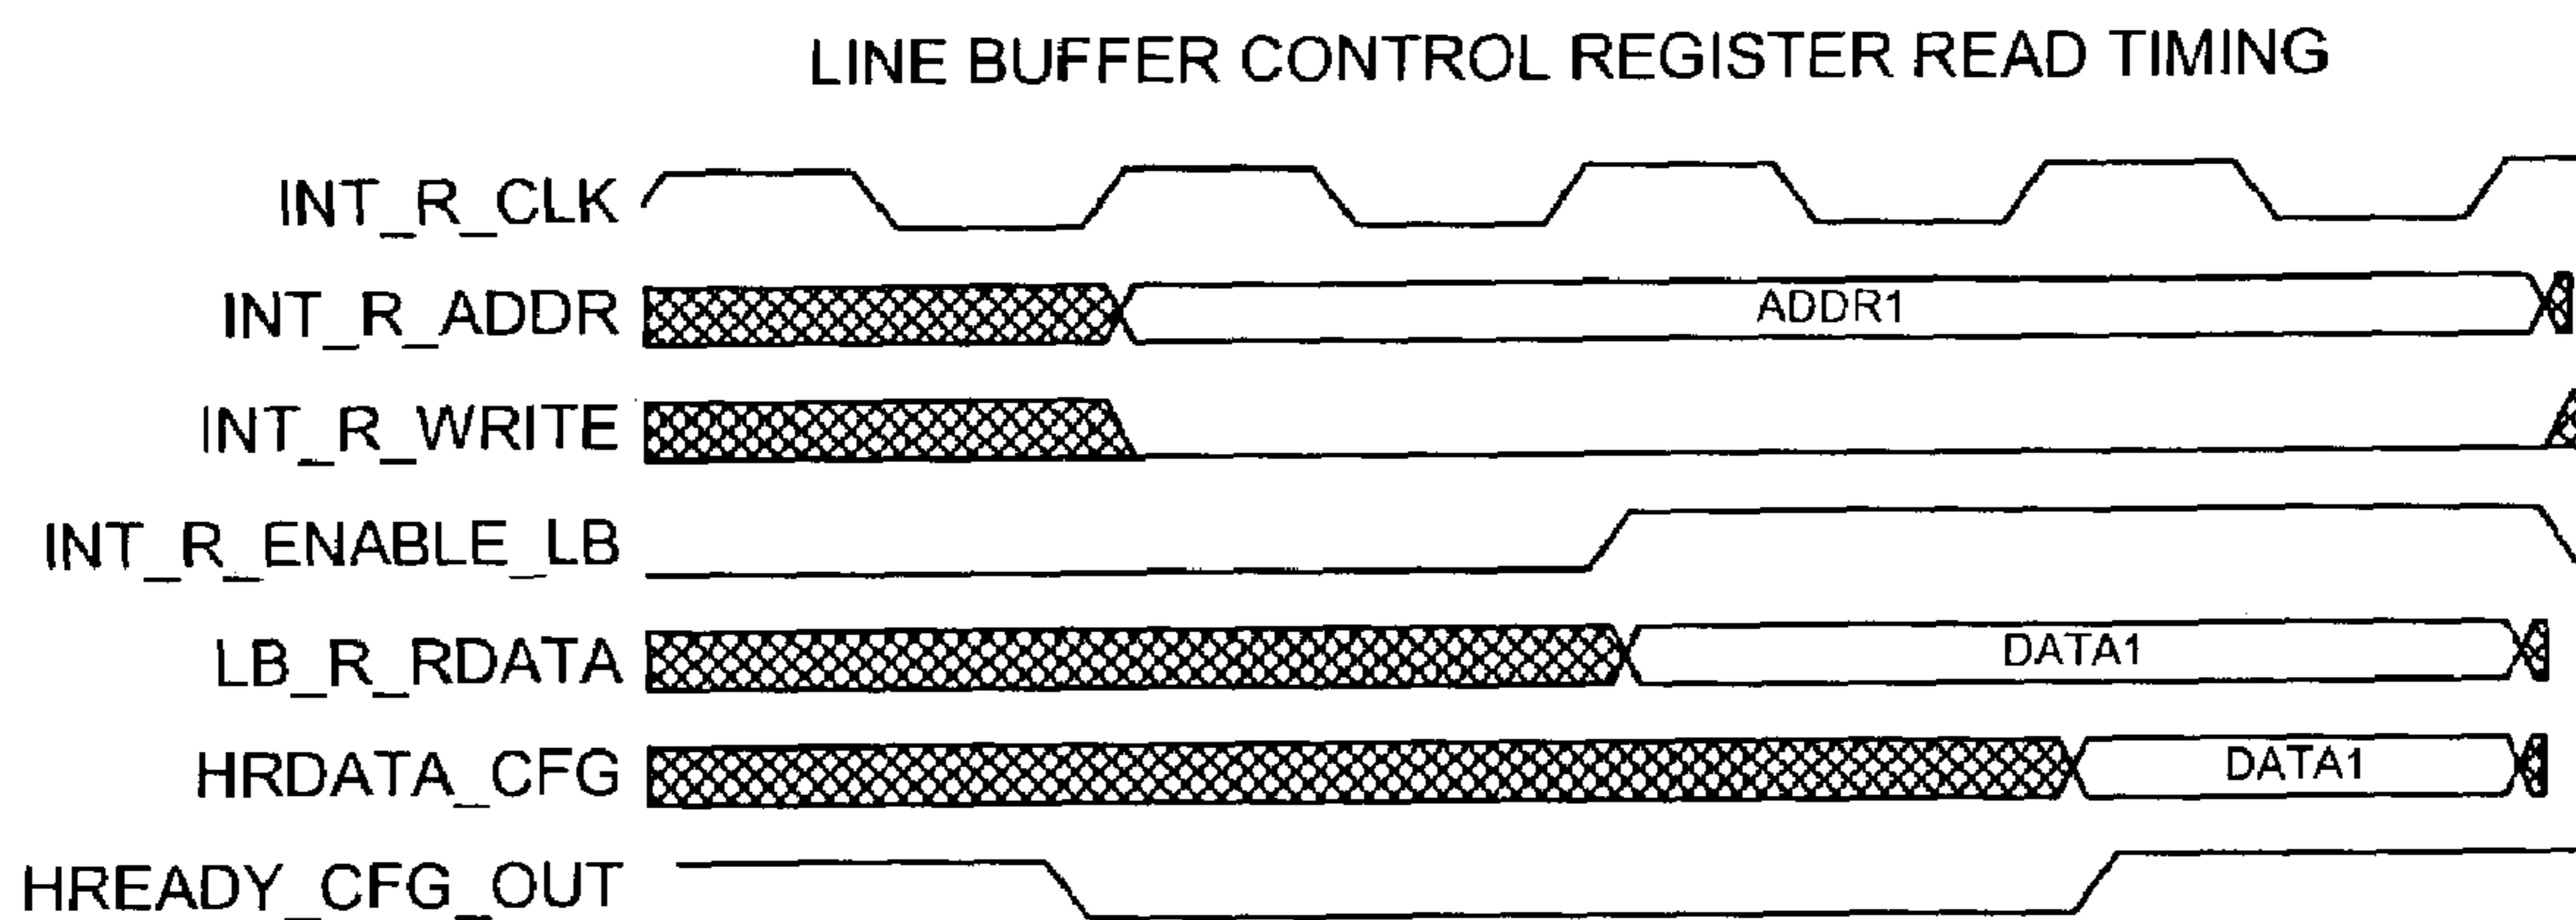 LINE BUFFER CONTROL REGISTER READ TIMING
INT_R_CLK
INT_R_ADDR ADDR1
INT_R_WRITE
INT_R_ENABLE_LB
LB_R_RDATA DATA1
HRDATA_CFG DATA1
HREADY_CFG_OUT